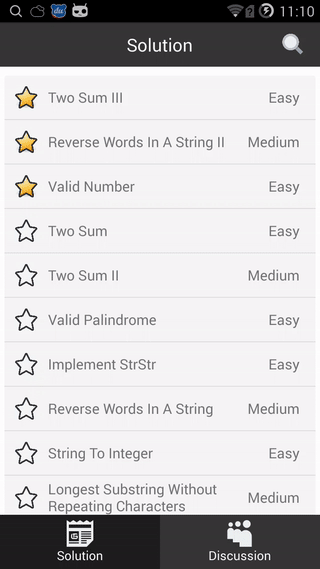 11:10
Solution
Two Sum III Easy
Reverse Words In A String II Medium
Valid Number Easy
Two Sum Easy
Two Sum II Medium
Valid Palindrome Easy
Implement StrStr Easy
Reverse Words In A String Medium
String To Integer Easy
Longest Substring Without
Repeating Characters Medium
Solution Discussion